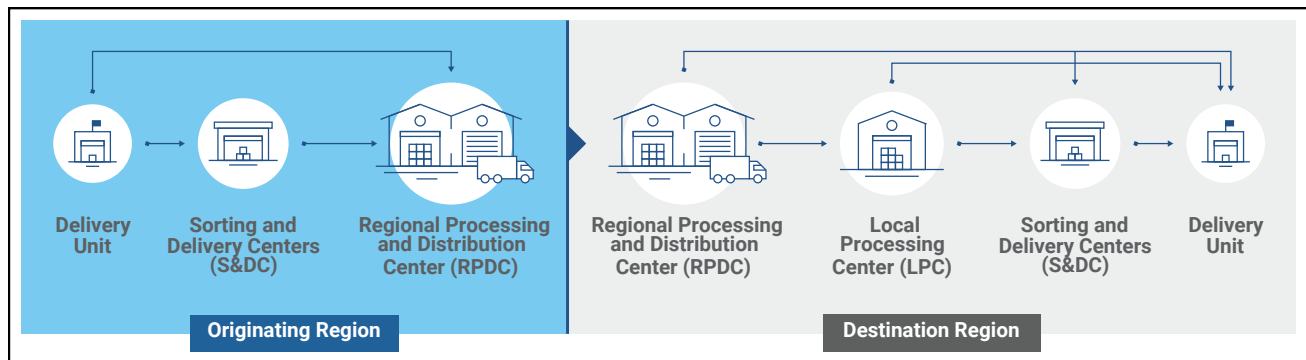 Delivery
Unit
Sorting and
Delivery Centers
(S&DC)
Regional Processing
and Distribution
Center (RPDC)
Regional Processing
and Distribution
Center (RPDC)
Local
Processing
Center (LPC)
Sorting and
Delivery Centers
(S&DC)
Delivery
Unit
Originating Region
Destination Region